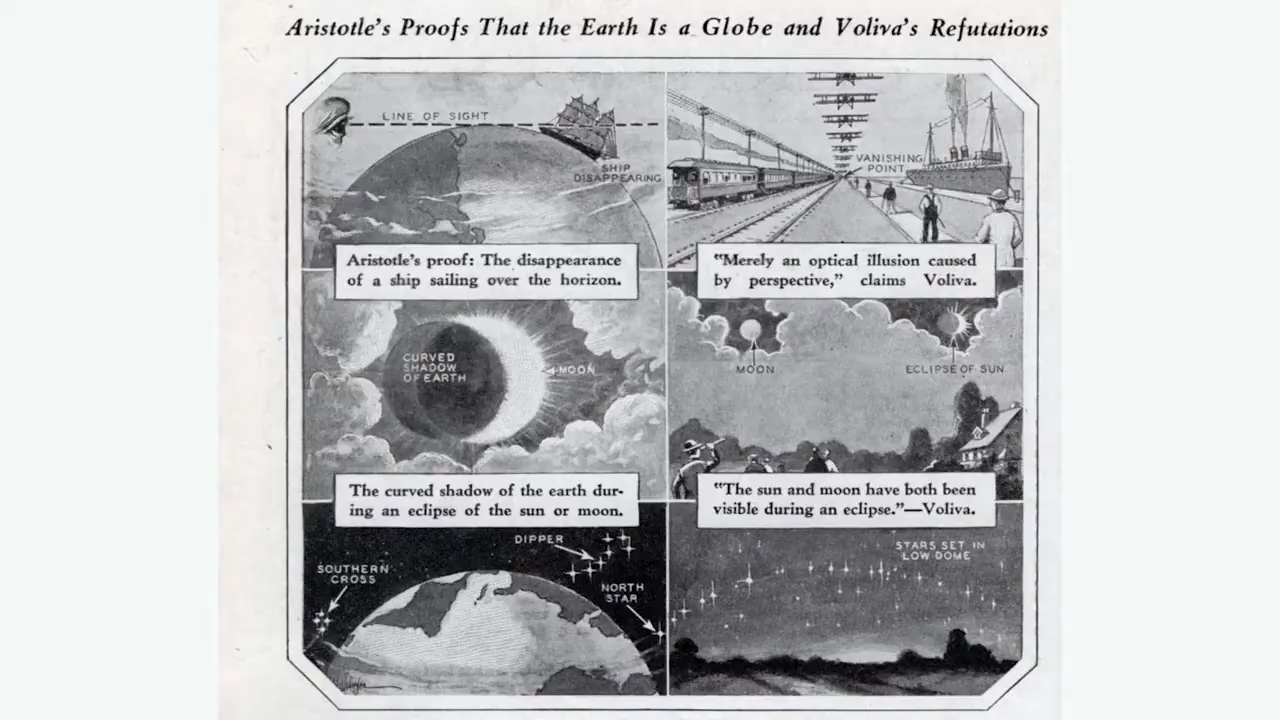 Aristotle's Proofs That the Earth Is a Globe and Voliva's Refutations
LINE OF SIGHT
SHIP
DISAPPEARING
Aristotle's proof: The disappearance
of a ship sailing over the horizon.
VANISHING
POINT
"Merely an optical illusion caused
by perspective," claims Voliva.
CURVED
SHADOW
OF EARTH
MOON
The curved shadow of the earth dur-
ing an eclipse of the sun or moon.
MOON
ECLIPSE OF SUN
"The sun and moon have both been
visible during an eclipse."—Voliva.
SOUTHERN
CROSS
DIPPER
NORTH
STAR
STARS SET IN
LOW DOME